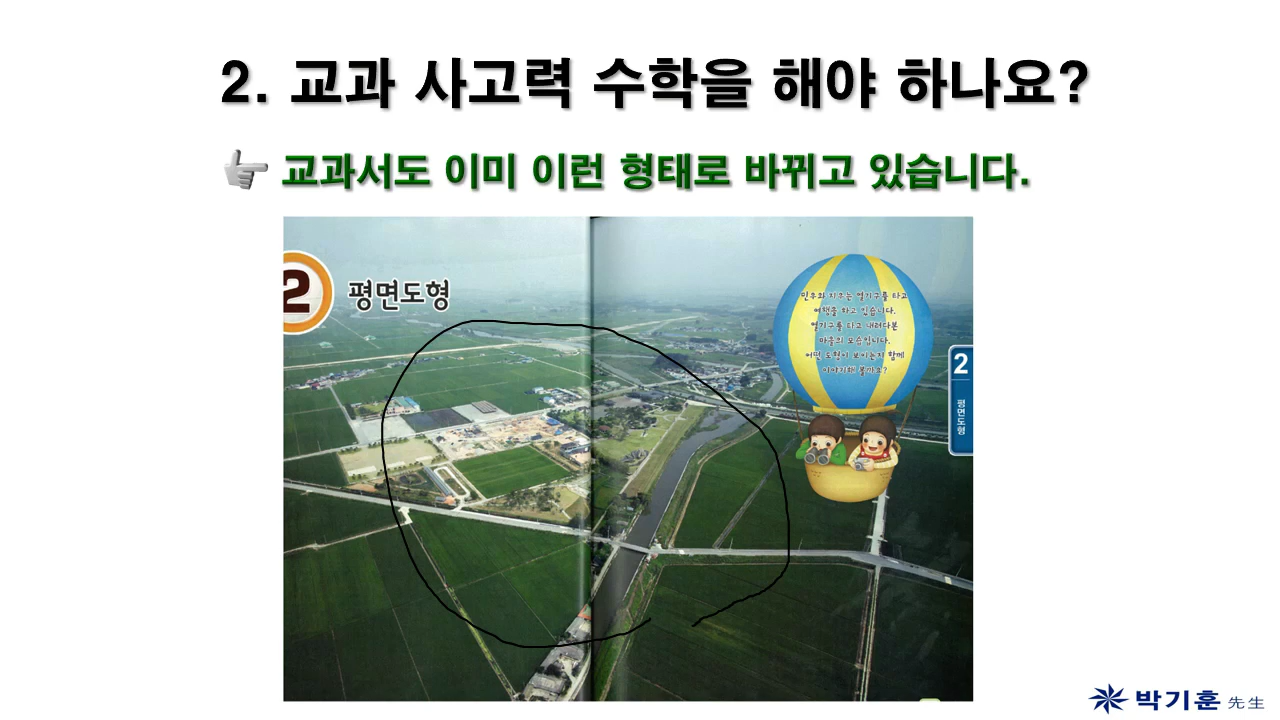 2. 교과 사고력 수학을 해야 하나요?
교과서도 이미 이런 형태로 바뀌고 있습니다.
2 평면도형
민우와 지우는 열기구를 타고
여행을 하고 있습니다.
열기구를 타고 내려다본
마을의 모습입니다.
어떤 도형이 보이는지 함께
이야기해 볼까요?
2
평면도형
박기훈 先生